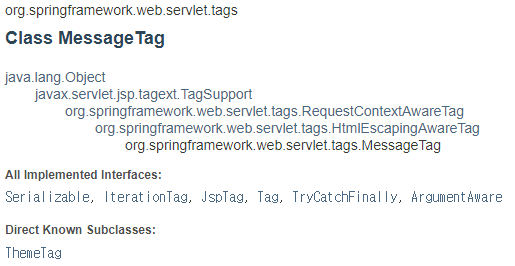 org.springframework.web.servlet.tags
Class MessageTag
java.lang.Object
javax.servlet.jsp.tagext.TagSupport
org.springframework.web.servlet.tags.RequestContextAwareTag
org.springframework.web.servlet.tags.HtmlEscapingAwareTag
org.springframework.web.servlet.tags.MessageTag
All Implemented Interfaces:
Serializable, IterationTag, JspTag, Tag, TryCatchFinally, ArgumentAware
Direct Known Subclasses:
ThemeTag